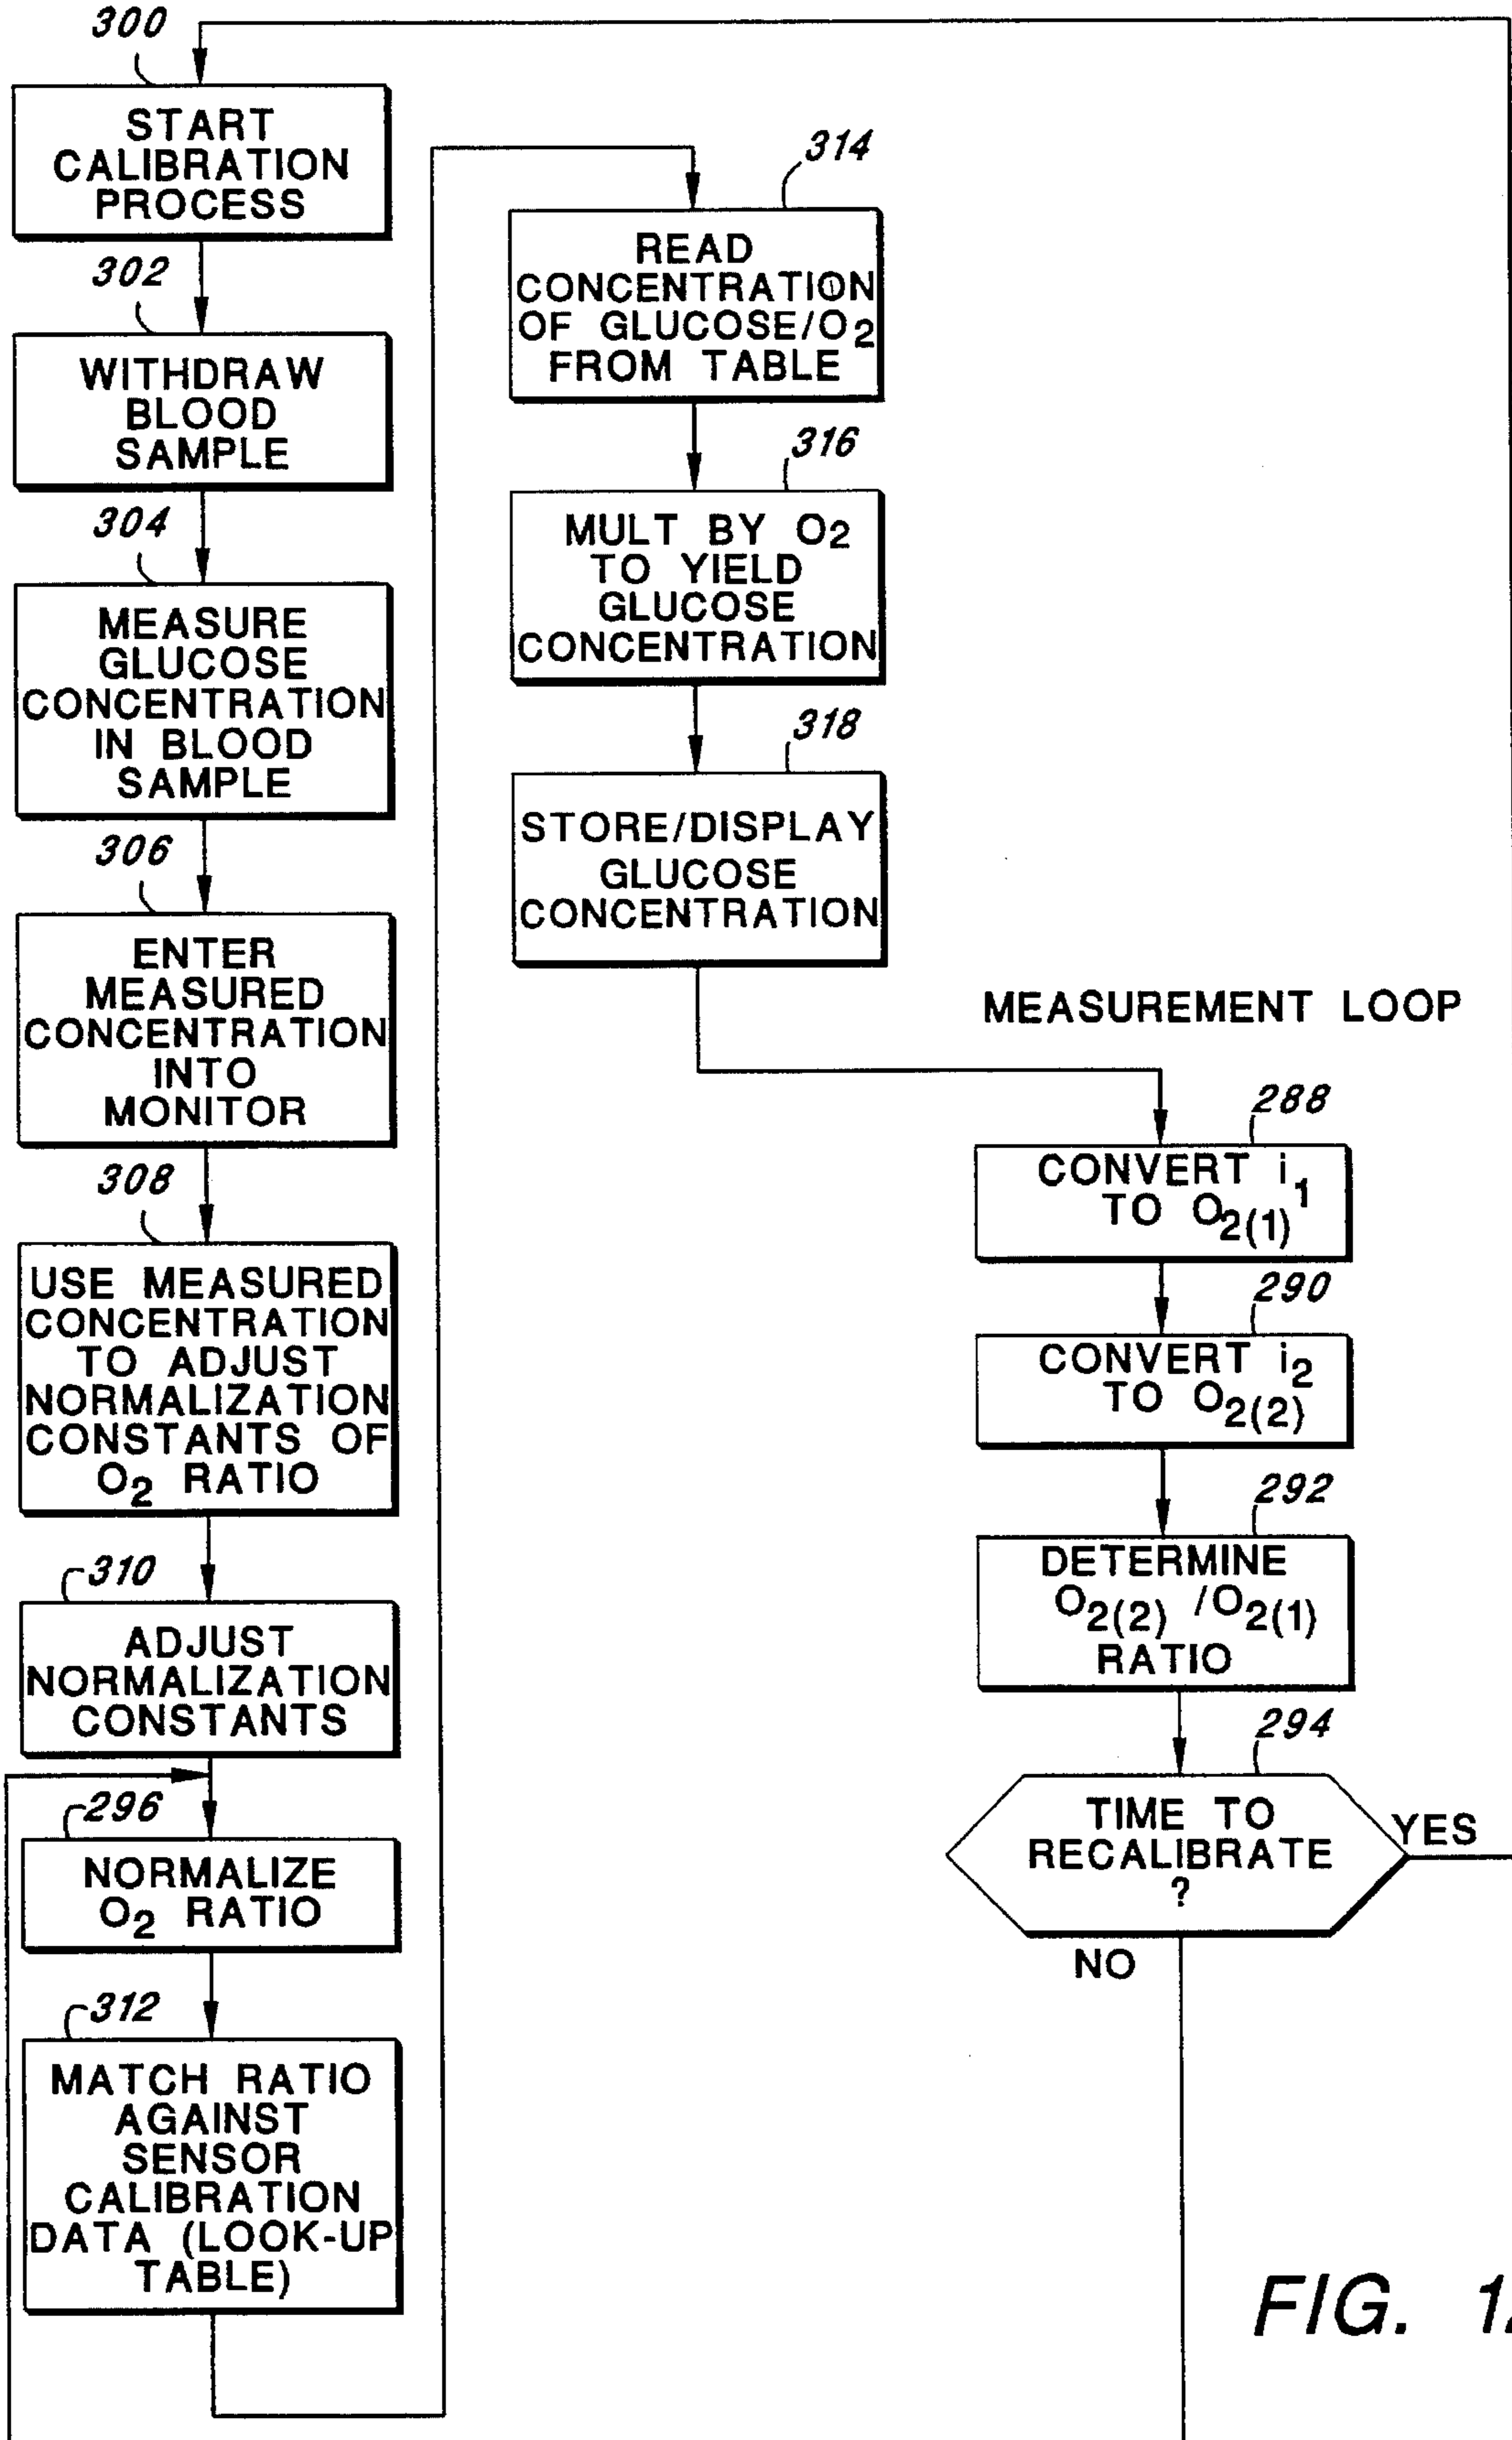 300
START
CALIBRATION
PROCESS
302
WITHDRAW
BLOOD
SAMPLE
304
MEASURE
GLUCOSE
CONCENTRATION
IN BLOOD
SAMPLE
306
ENTER
MEASURED
CONCENTRATION
INTO
MONITOR
308
USE MEASURED
CONCENTRATION
TO ADJUST
NORMALIZATION
CONSTANTS OF
O2 RATIO
310
ADJUST
NORMALIZATION
CONSTANTS
296
NORMALIZE
O2 RATIO
312
MATCH RATIO
AGAINST
SENSOR
CALIBRATION
DATA (LOOK-UP
TABLE)
314
READ
CONCENTRATION
OF GLUCOSE/O2
FROM TABLE
316
MULT BY O2
TO YIELD
GLUCOSE
CONCENTRATION
318
STORE/DISPLAY
GLUCOSE
CONCENTRATION
MEASUREMENT LOOP
288
CONVERT i1
TO O2(1)
290
CONVERT i2
TO O2(2)
292
DETERMINE
O2(2) /O2(1)
RATIO
294
TIME TO
RECALIBRATE
?
YES
NO
FIG.